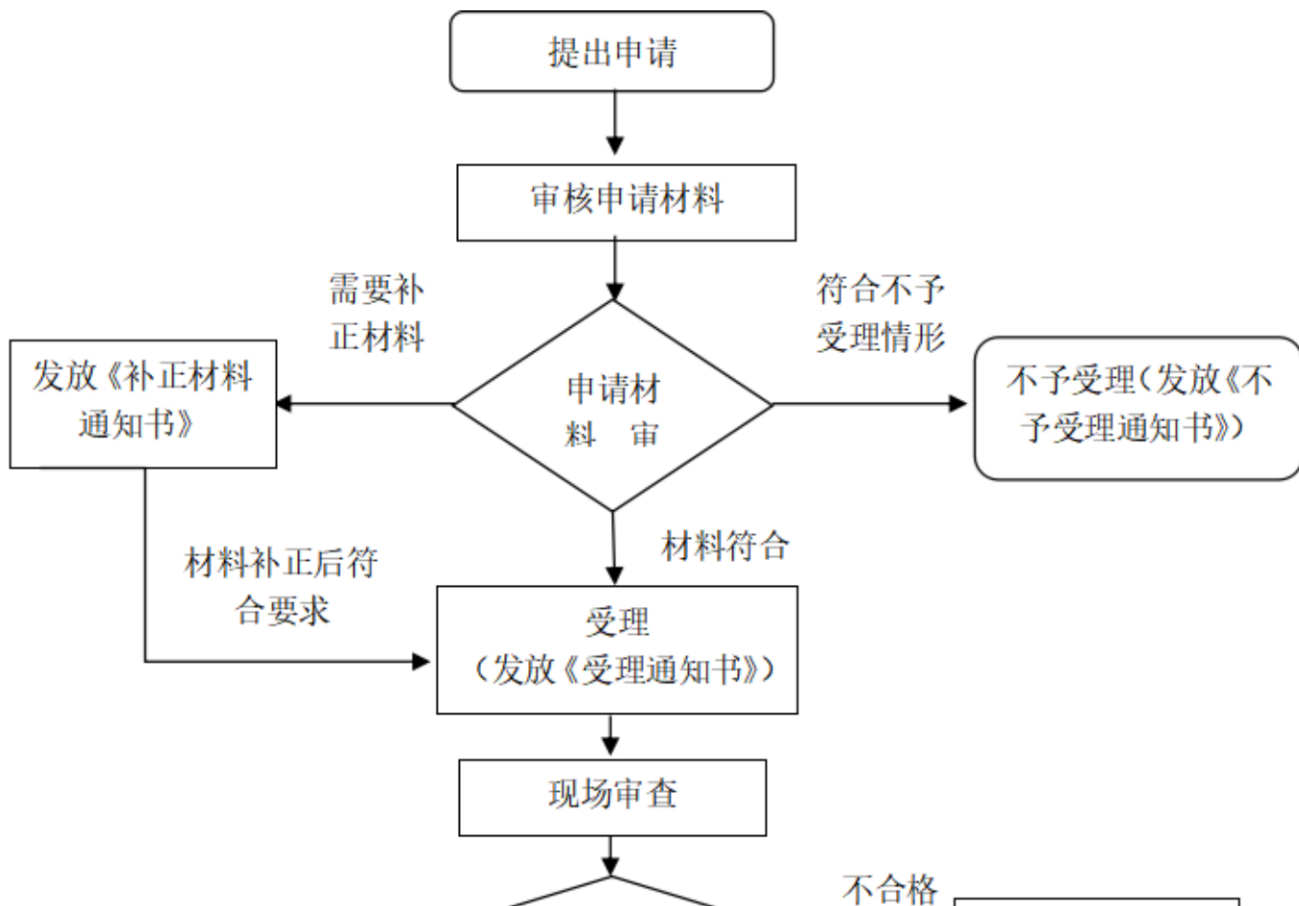 提出申请
审核申请材料
需要补
正材料
符合不予
受理情形
发放《补正材料
通知书》
申请材
料 审
不予受理（发放《不
予受理通知书》）
材料补正后符
合要求
材料符合
受理
（发放《受理通知书》）
现场审查
不合格